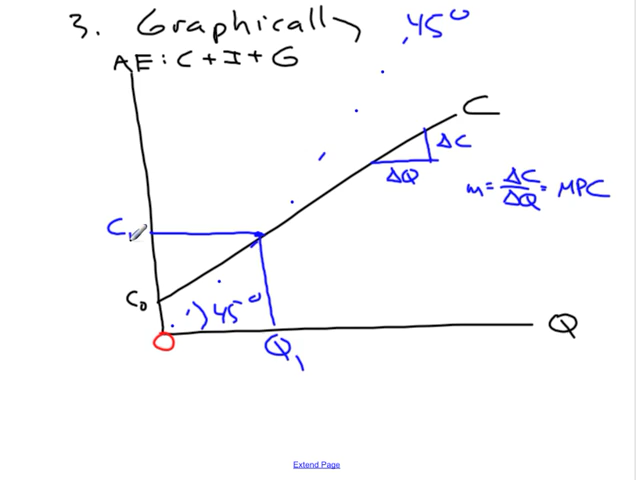 3. Graphically
45°
AE: C + I + G
C
ΔC
ΔQ
m = ΔC/ΔQ = MPC
C₁
C₀
45°
O
Q₁
Q
Extend Page